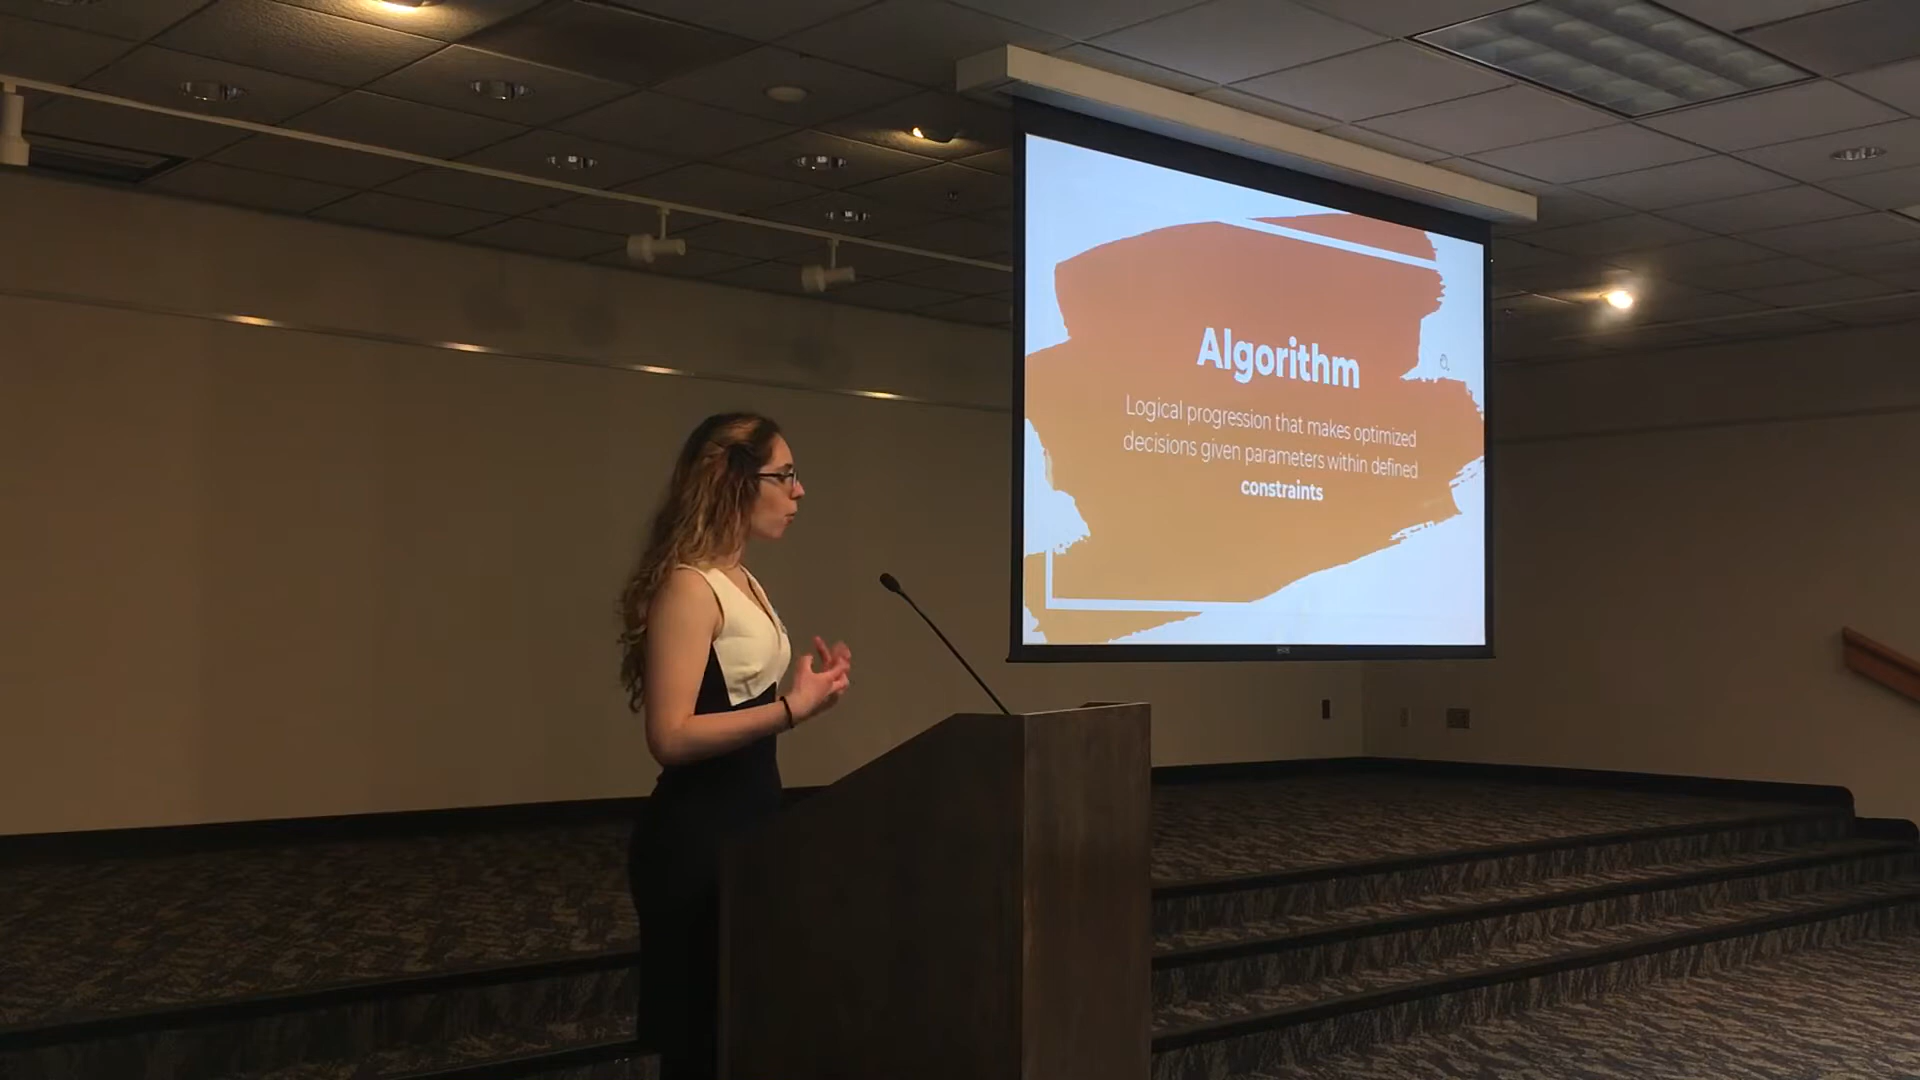 Algorithm
Logical progression that makes optimized
decisions given parameters within defined
constraints